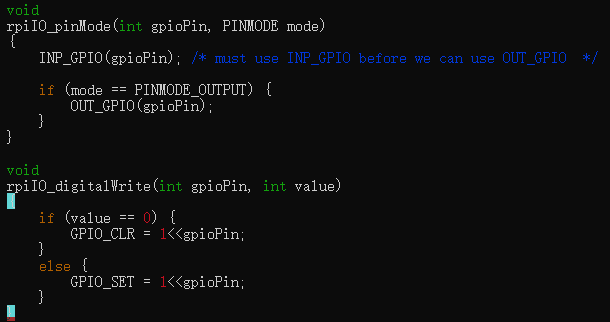 void
rpiIO_pinMode(int gpioPin, PINMODE mode)
{
    INP_GPIO(gpioPin); /* must use INP_GPIO before we can use OUT_GPIO  */

    if (mode == PINMODE_OUTPUT) {
        OUT_GPIO(gpioPin);
    }
}

void
rpiIO_digitalWrite(int gpioPin, int value)
{
    if (value == 0) {
        GPIO_CLR = 1<<gpioPin;
    }
    else {
        GPIO_SET = 1<<gpioPin;
    }
}